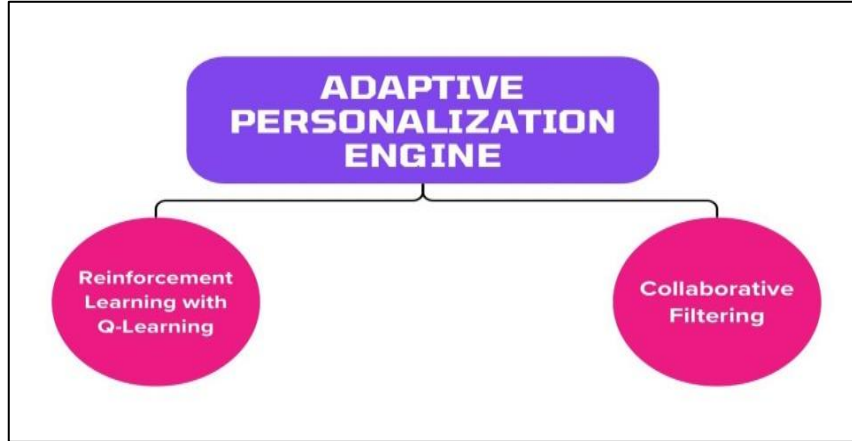 ADAPTIVE
PERSONALIZATION
ENGINE
Reinforcement
Learning with
Q-Learning
Collaborative
Filtering